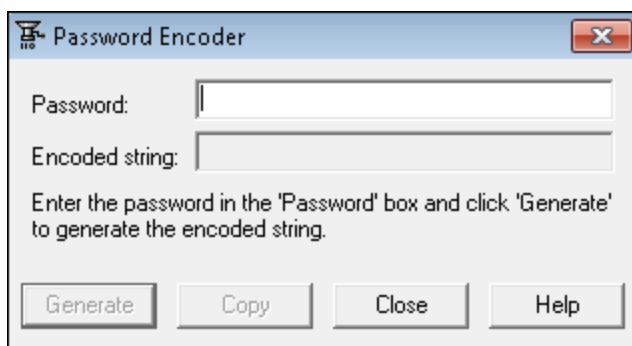 Password Encoder
Password:
Encoded string:
Enter the password in the 'Password' box and click 'Generate'
to generate the encoded string.
Generate Copy Close Help